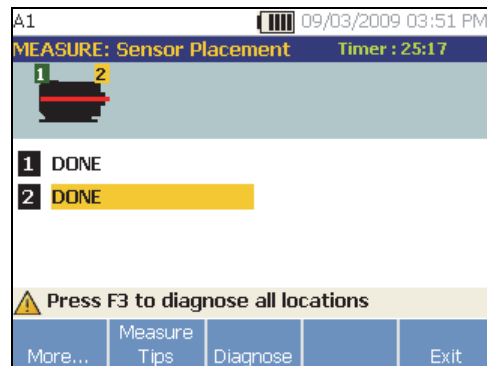 A1 09/03/2009 03:51 PM
MEASURE: Sensor Placement Timer : 25:17
1 2
1 DONE
2 DONE
Press F3 to diagnose all locations
More... Measure Tips Diagnose Exit